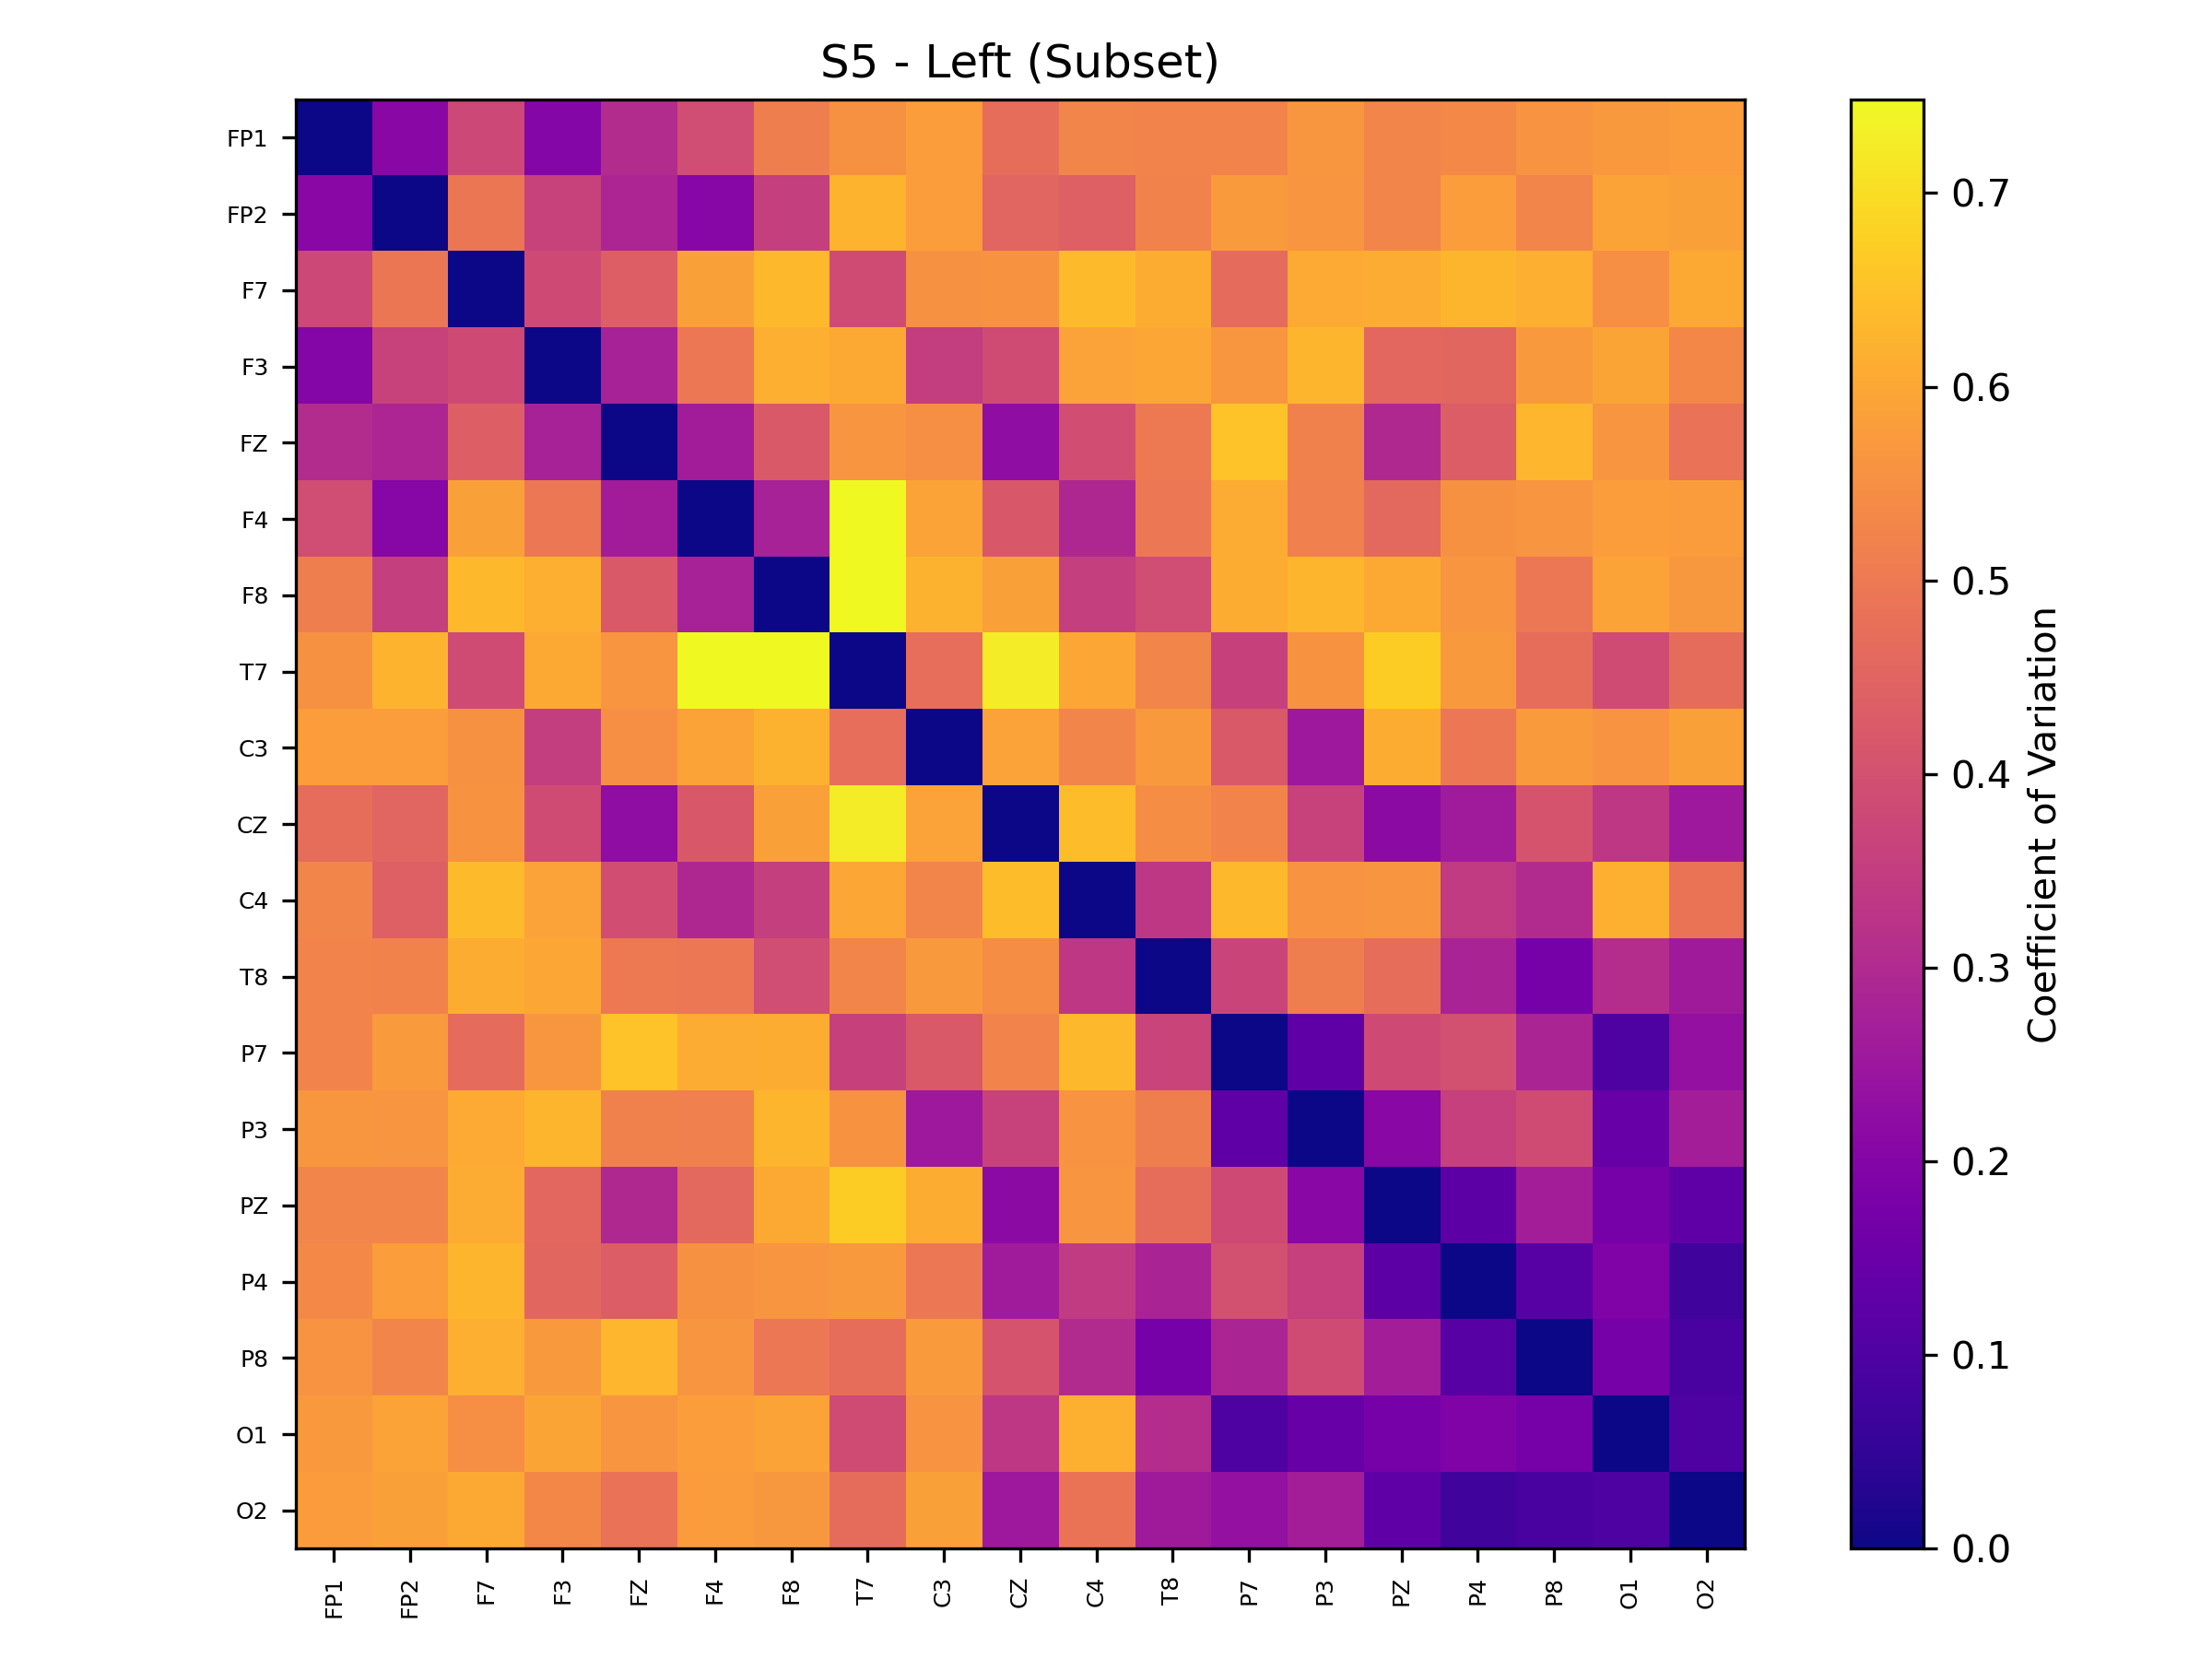 S5 - Left (Subset)
FP1
FP2
F7
F3
FZ
F4
F8
T7
C3
CZ
C4
T8
P7
P3
PZ
P4
P8
O1
O2
FP1 FP2 F7 F3 FZ F4 F8 T7 C3 CZ C4 T8 P7 P3 PZ P4 P8 O1 O2
0.7
0.6
0.5
0.4
0.3
0.2
0.1
0.0
Coefficient of Variation